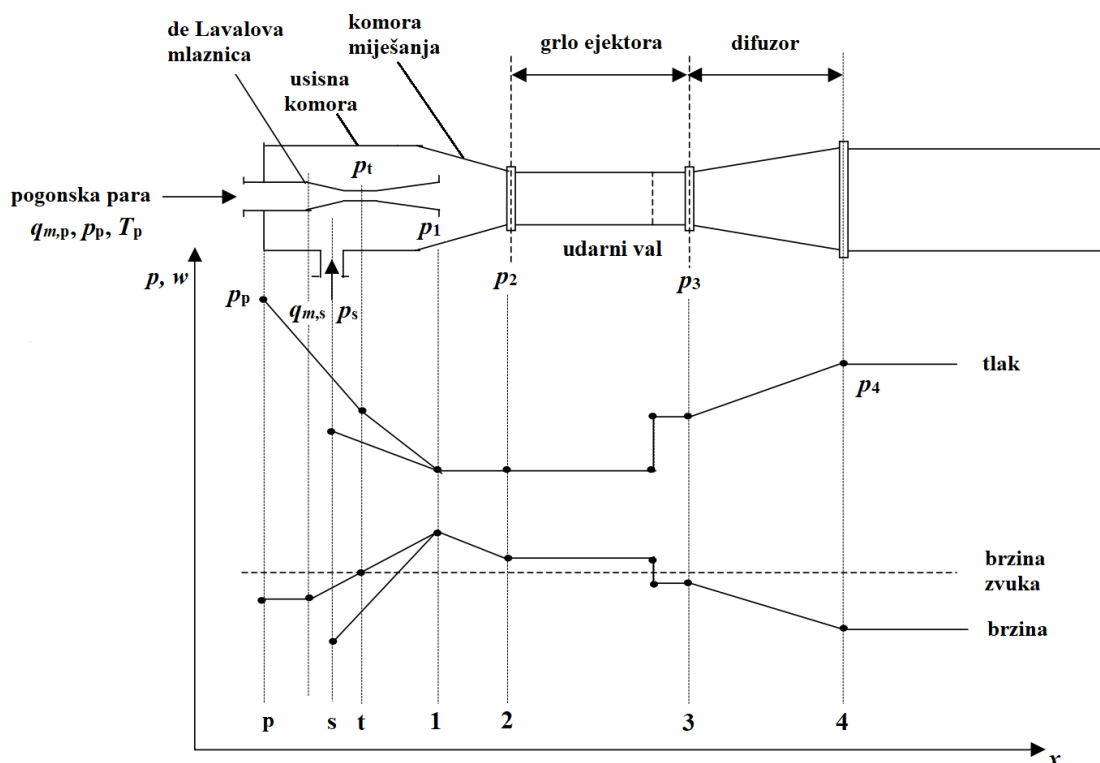 de Lavalova
mlaznica
komora
miješanja
grlo ejektora
difuzor
usisna
komora
pt
pogonska para
qm,p, pp, Tp
p1
udarni val
p, w
p2
p3
pp
qm,s
ps
tlak
p4
brzina
zvuka
brzina
p
s
t
1
2
3
4
x